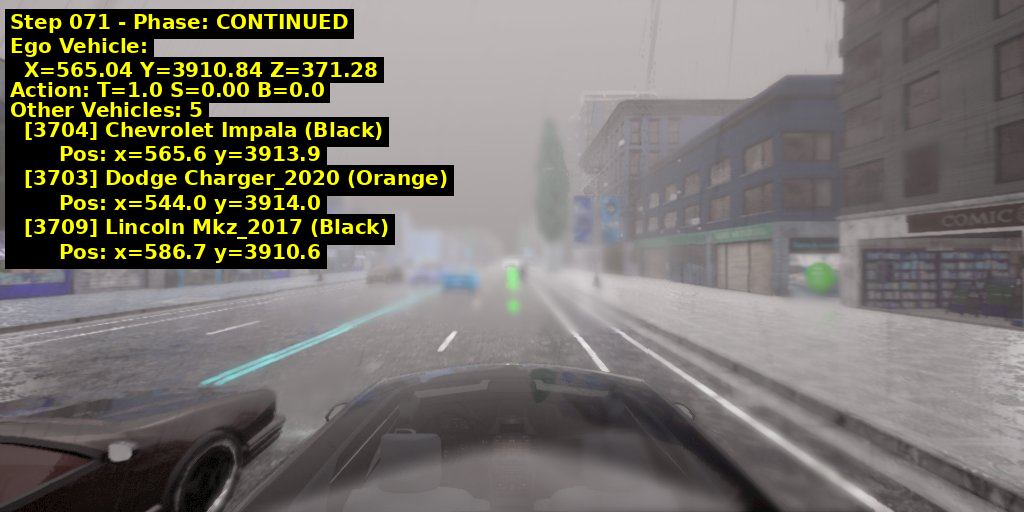 Step 071 - Phase: CONTINUED
Ego Vehicle:
X=565.04 Y=3910.84 Z=371.28
Action: T=1.0 S=0.00 B=0.0
Other Vehicles: 5
[3704] Chevrolet Impala (Black)
Pos: x=565.6 y=3913.9
[3703] Dodge Charger_2020 (Orange)
Pos: x=544.0 y=3914.0
[3709] Lincoln Mkz_2017 (Black)
Pos: x=586.7 y=3910.6
COMIC